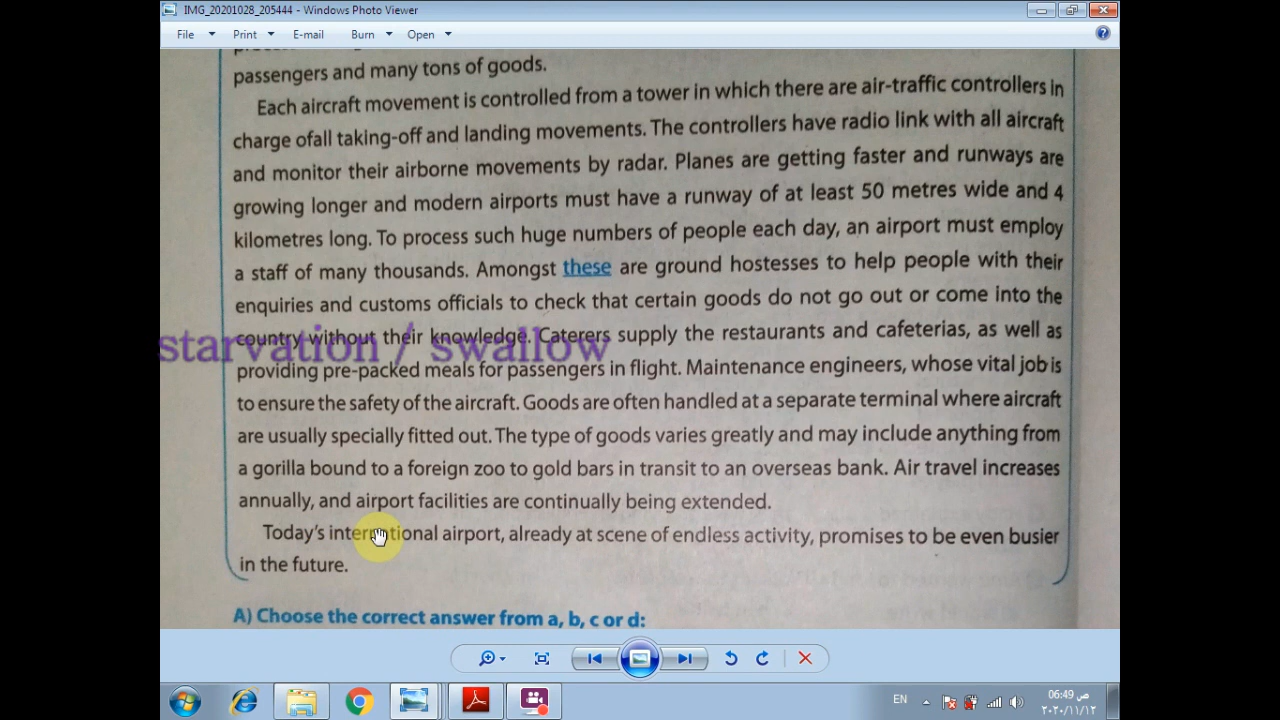 IMG_20201028_205444 - Windows Photo Viewer
File Print E-mail Burn Open
passengers and many tons of goods.
Each aircraft movement is controlled from a tower in which there are air-traffic controllers in
charge ofall taking-off and landing movements. The controllers have radio link with all aircraft
and monitor their airborne movements by radar. Planes are getting faster and runways are
growing longer and modern airports must have a runway of at least 50 metres wide and 4
kilometres long. To process such huge numbers of people each day, an airport must employ
a staff of many thousands. Amongst these are ground hostesses to help people with their
enquiries and customs officials to check that certain goods do not go out or come into the
country without their knowledge. Caterers supply the restaurants and cafeterias, as well as
starvation / swallow
providing pre-packed meals for passengers in flight. Maintenance engineers, whose vital job is
to ensure the safety of the aircraft. Goods are often handled at a separate terminal where aircraft
are usually specially fitted out. The type of goods varies greatly and may include anything from
a gorilla bound to a foreign zoo to gold bars in transit to an overseas bank. Air travel increases
annually, and airport facilities are continually being extended.
Today's international airport, already at scene of endless activity, promises to be even busier
in the future.
A) Choose the correct answer from a, b, c or d:
EN
06:49 ص
٢٠٢٠/١١/١٢